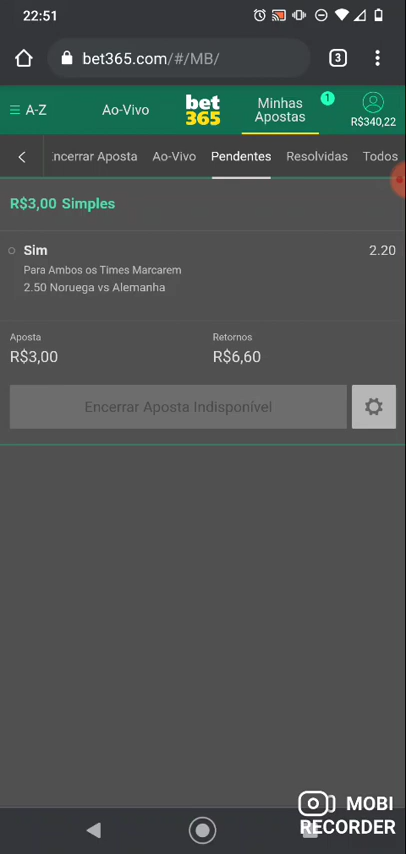 22:51
bet365.com/#/MB/
3
A-Z
Ao-Vivo
bet
365
Minhas
Apostas
1
R$340,22
ncerrar Aposta
Ao-Vivo
Pendentes
Resolvidas
Todos
R$3,00 Simples
Sim
2.20
Para Ambos os Times Marcarem
2.50 Noruega vs Alemanha
Aposta
Retornos
R$3,00
R$6,60
Encerrar Aposta Indisponível
MOBI
RECORDER